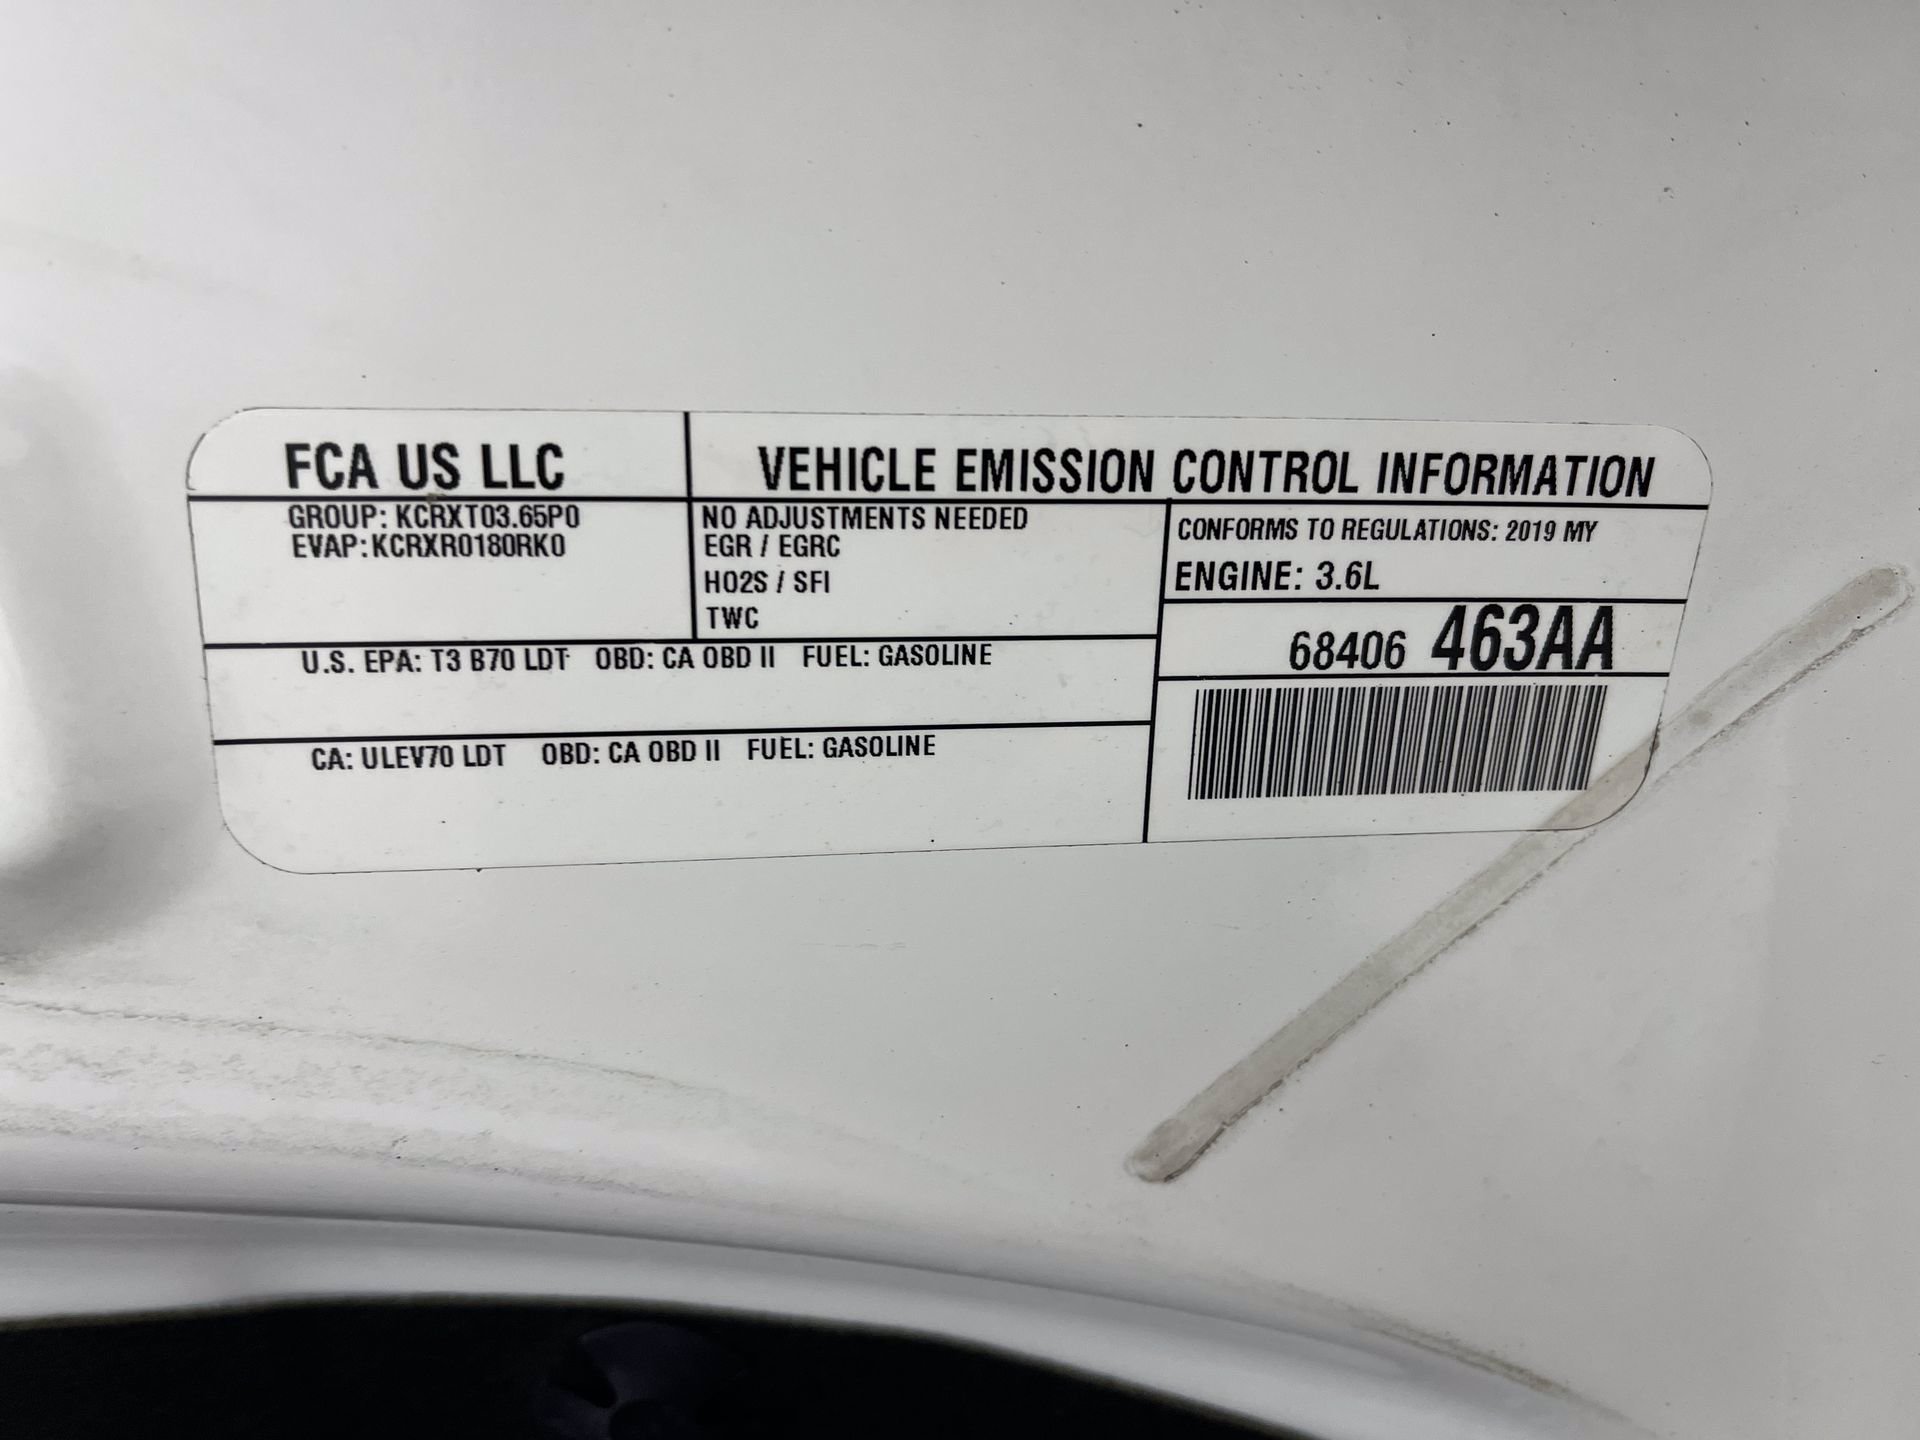 FCA US LLC
VEHICLE EMISSION CONTROL INFORMATION
GROUP: KCRXT03.65P0
EVAP:KCRXR0180RK0
NO ADJUSTMENTS NEEDED
EGR / EGRC
HO2S / SFI
TWC
CONFORMS TO REGULATIONS: 2019 MY
ENGINE: 3.6L
68406 463AA
U.S. EPA: T3 B70 LDT OBD: CA OBD II FUEL: GASOLINE
CA: ULEV70 LDT OBD: CA OBD II FUEL: GASOLINE